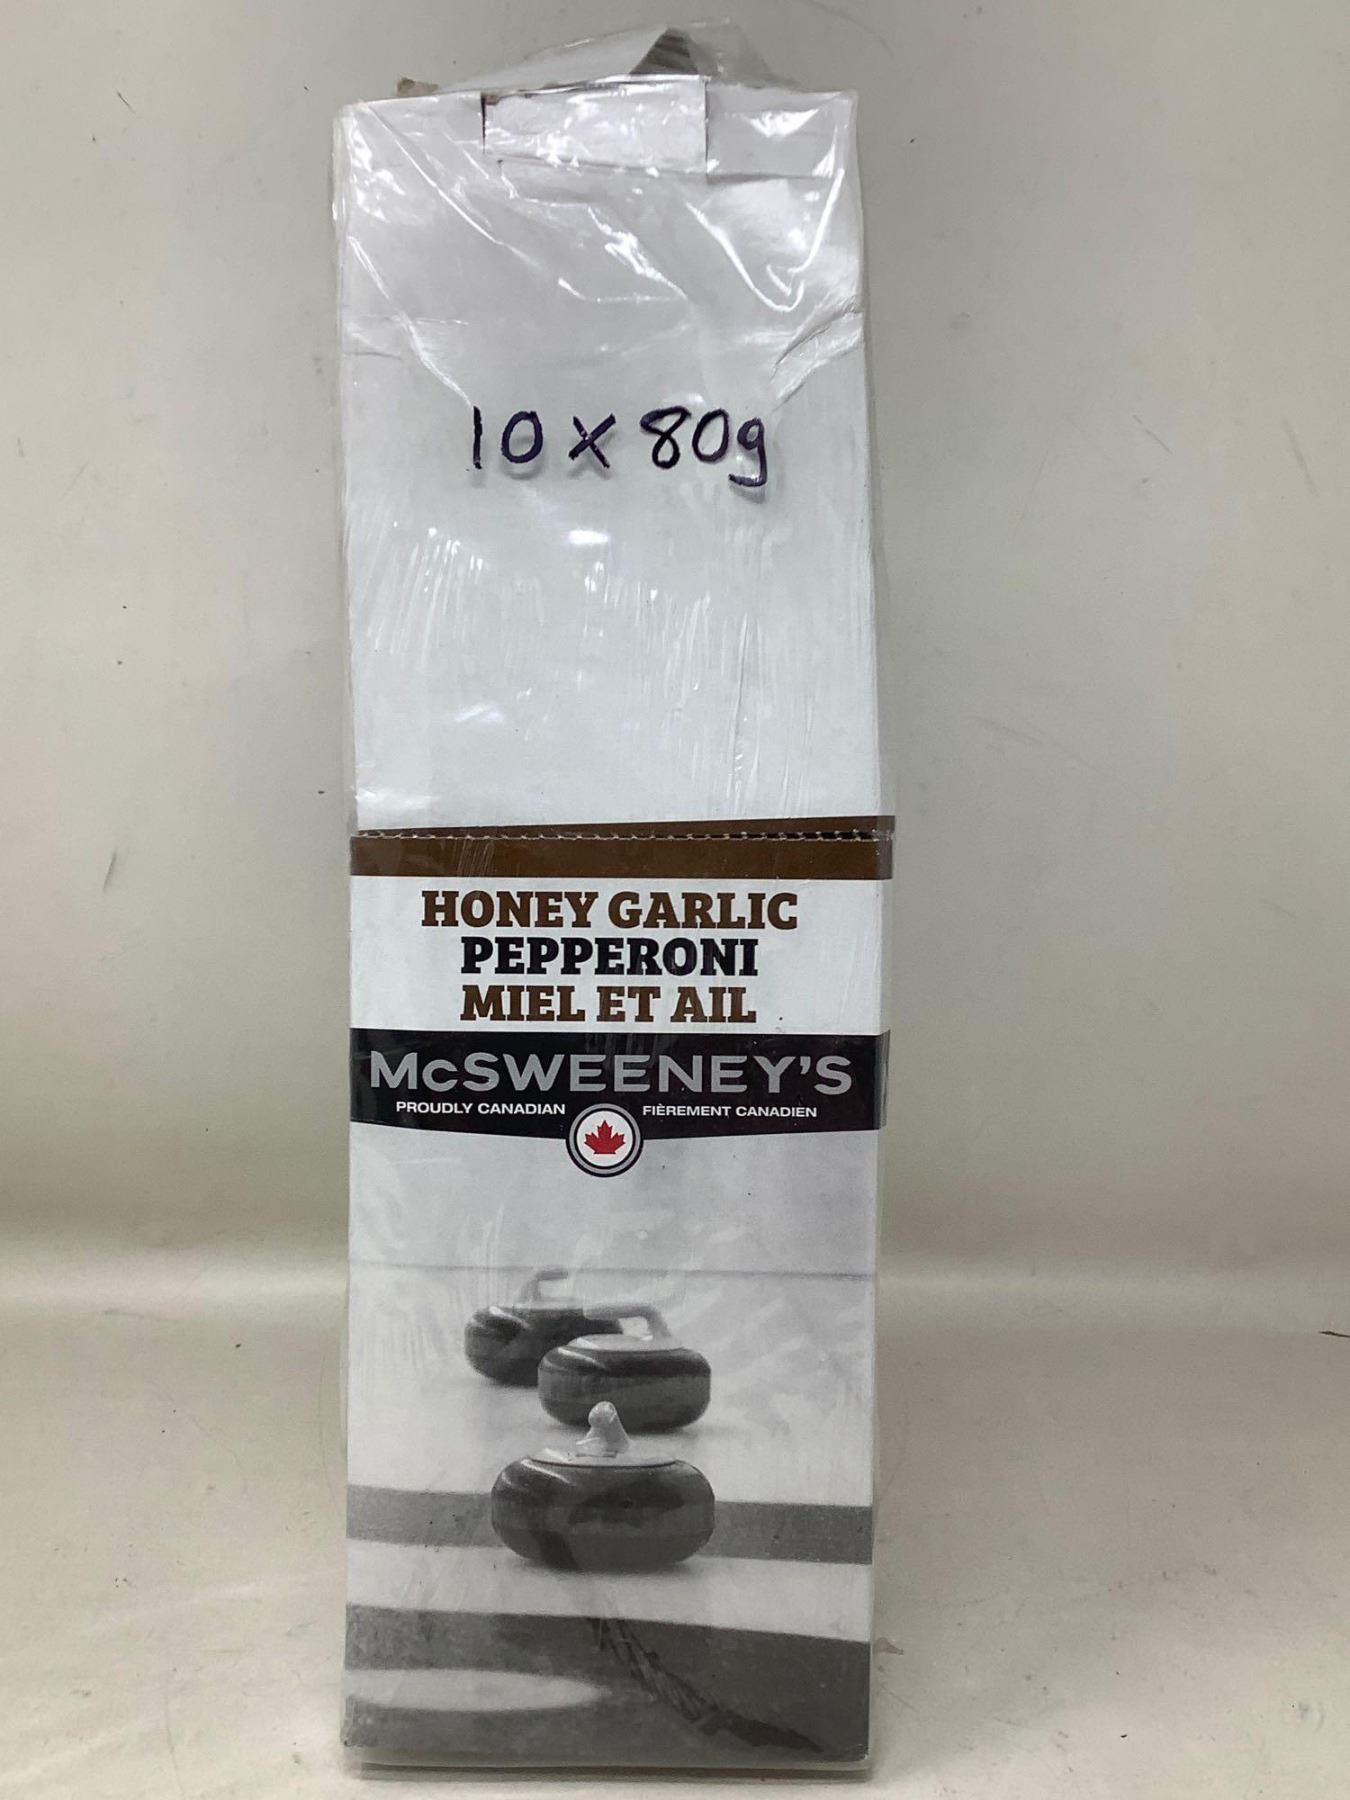 10 x 80g
HONEY GARLIC
PEPPERONI
MIEL ET AIL
McSWEENEY'S
PROUDLY CANADIAN FIÈREMENT CANADIEN